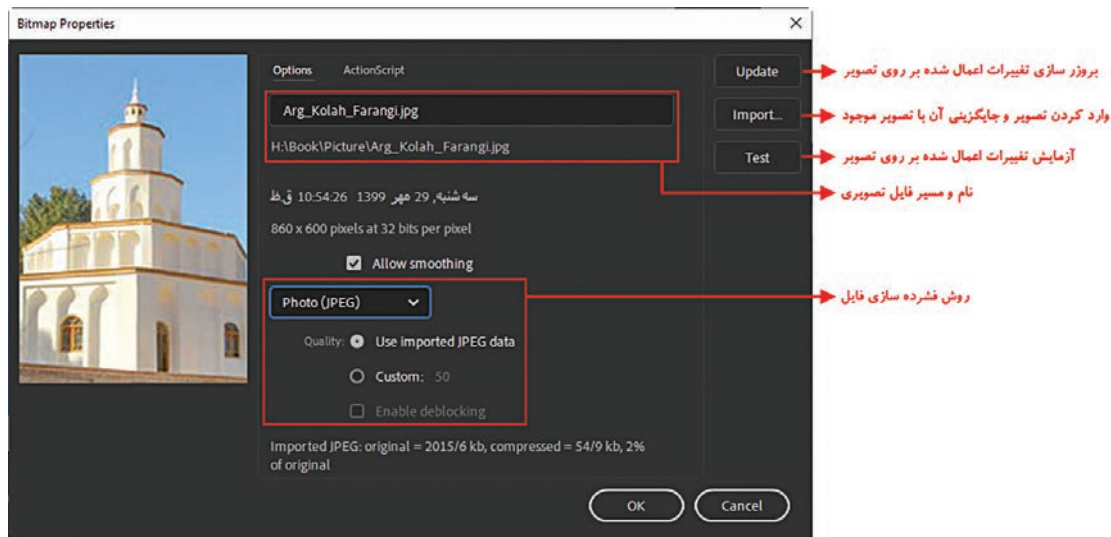 Bitmap Properties
Options ActionScript
Update
بروزر سازی تغییرات اعمال شده بر روی تصویر
Arg_Kolah_Farangi.jpg
Import...
وارد کردن تصویر و جایگزینی آن با تصویر موجود
H:\Book\Picture\Arg_Kolah_Farangi.jpg
Test
آزمایش تغییرات اعمال شده بر روی تصویر
نام و مسیر فایل تصویری
سه شنبه, 29 مهر 1399 10:54:26 ق.ظ
860 x 600 pixels at 32 bits per pixel
Allow smoothing
Photo (JPEG)
روش فشرده سازی فایل
Quality: Use imported JPEG data
Custom: 50
Enable deblocking
Imported JPEG: original = 2015/6 kb, compressed = 54/9 kb, 2%
of original
OK Cancel